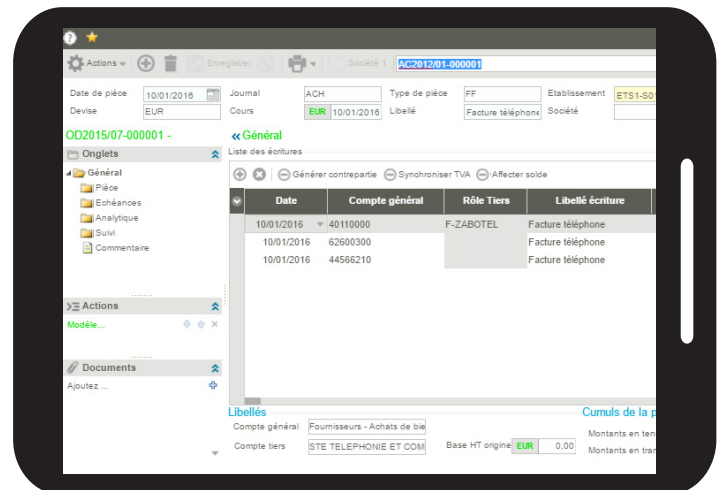 Actions Enregistrer Société 1 AC2012/01-000001
Date de pièce 10/01/2016 Journal ACH Type de pièce FF Etablissement ETS1-S01
Devise EUR Cours EUR 10/01/2016 Libellé Facture téléphone Société
OD2015/07-000001 -
Onglets
Général
Pièce
Echéances
Analytique
Suivi
Commentaire
Actions
Modèle...
Documents
Ajoutez ...
« Général
Liste des écritures
Générer contrepartie Synchroniser TVA Affecter solde
Date Compte général Rôle Tiers Libellé écriture
10/01/2016 40110000 F-ZABOTEL Facture téléphone
10/01/2016 62600300 Facture téléphone
10/01/2016 44566210 Facture téléphone
Libellés Cumuls de la p
Compte général Fournisseurs - Achats de bie
Montants en ten
Compte tiers STE TELEPHONIE ET COM Base HT origine EUR 0,00
Montants en tran